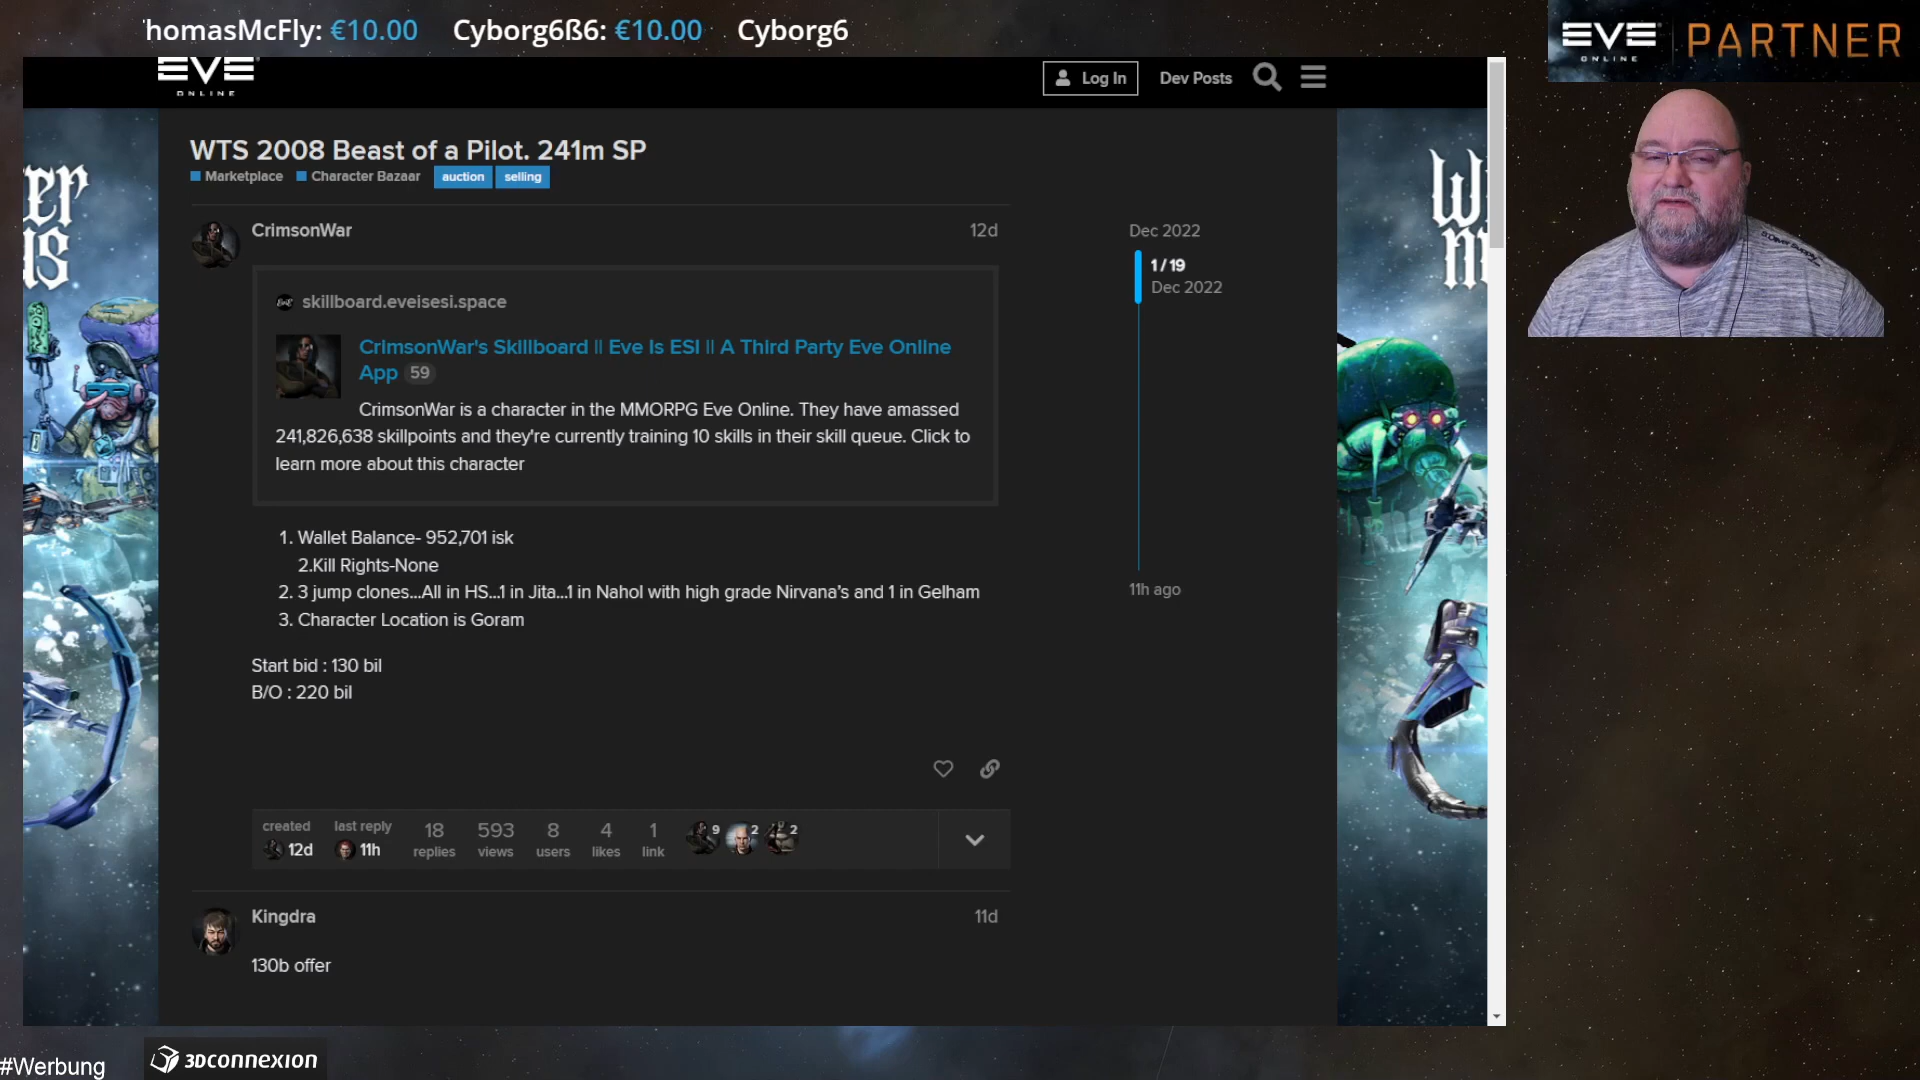 homasMcFly: €10.00 Cyborg6ß6: €10.00 Cyborg6
EVE ONLINE PARTNER
EVE ONLINE
Log In Dev Posts
WTS 2008 Beast of a Pilot. 241m SP
Marketplace Character Bazaar auction selling
CrimsonWar 12d
skillboard.eveisesi.space
CrimsonWar's Skillboard || Eve Is ESI || A Third Party Eve Online
App 59
CrimsonWar is a character in the MMORPG Eve Online. They have amassed
241,826,638 skillpoints and they're currently training 10 skills in their skill queue. Click to
learn more about this character
1. Wallet Balance- 952,701 isk
2.Kill Rights-None
2. 3 jump clones...All in HS...1 in Jita...1 in Nahol with high grade Nirvana's and 1 in Gelham
3. Character Location is Goram
Start bid : 130 bil
B/O : 220 bil
Dec 2022
1 / 19
Dec 2022
11h ago
created last reply 18 593 8 4 1 9 2 2
12d 11h replies views users likes link
Kingdra 11d
130b offer
#Werbung 3DCONNEXION